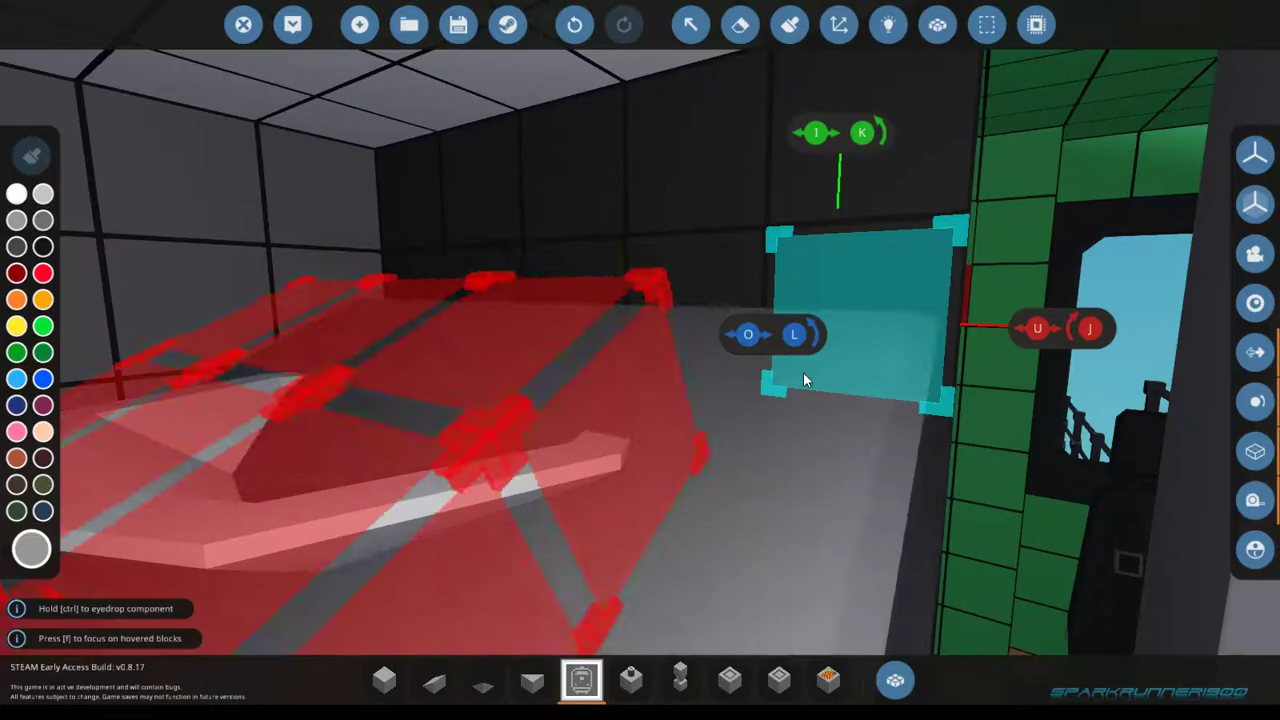 I K
O L
U J
Hold [ctrl] to eyedrop component
Press [f] to focus on hovered blocks
STEAM Early Access Build: v0.8.17
This game is in active development and will contain bugs.
All features subject to change. Game saves may not function in future versions.
SPARKRUNNER1900